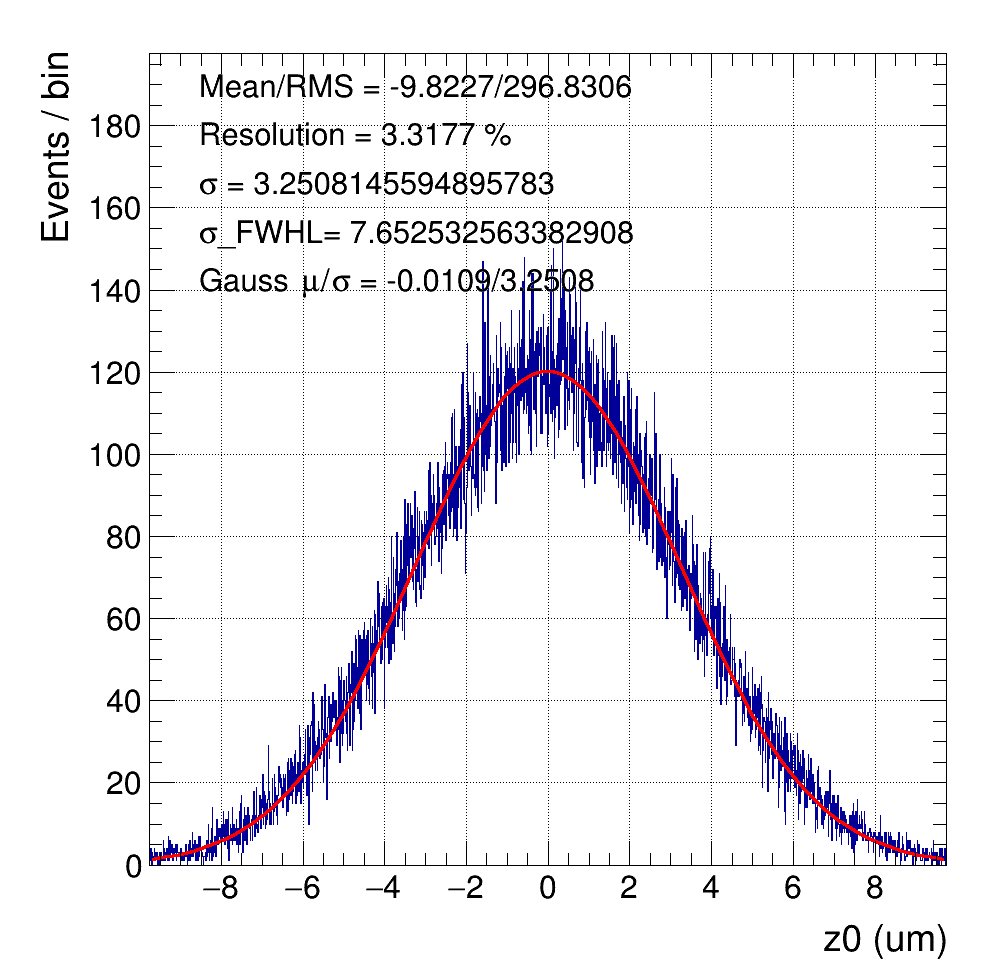 Events / bin
Mean/RMS = -9.8227/296.8306
Resolution = 3.3177 %
σ = 3.2508145594895783
σ_FWHL= 7.652532563382908
Gauss μ/σ = -0.0109/3.2508
180
160
140
120
100
80
60
40
20
0
−8 −6 −4 −2 0 2 4 6 8
z0 (um)